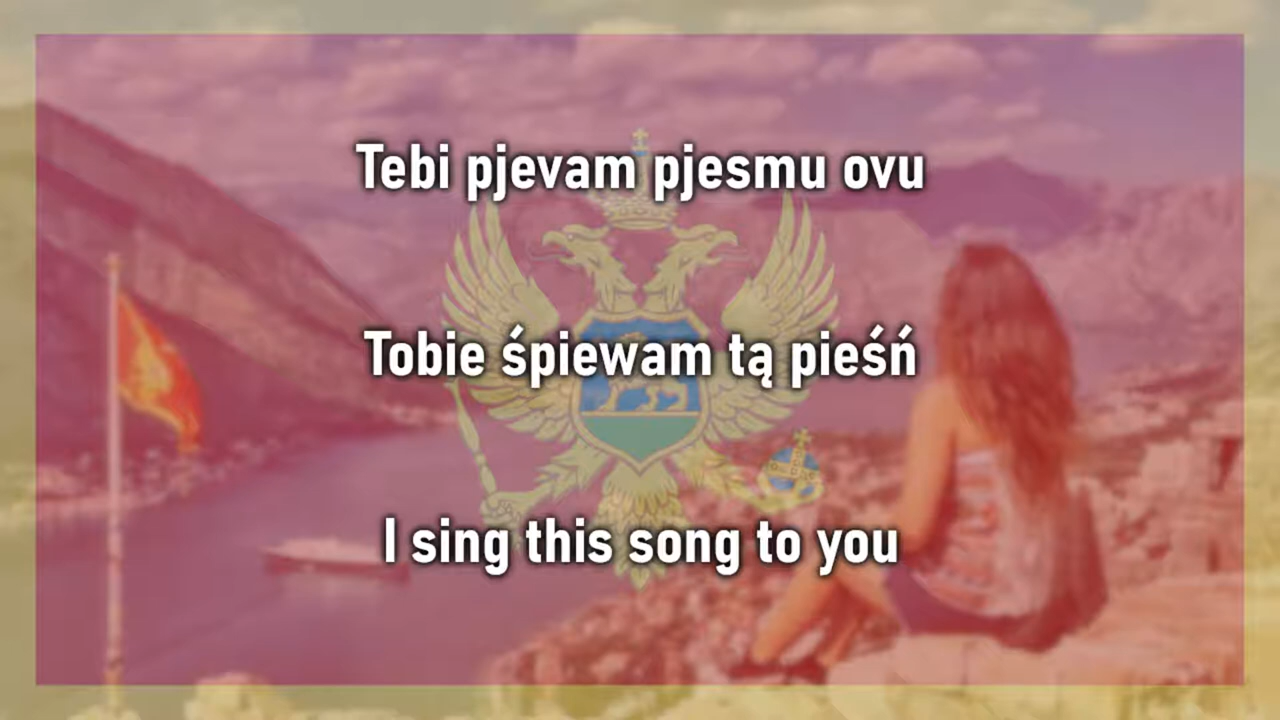 Tebi pjevam pjesmu ovu
Tobie śpiewam tą pieśń
I sing this song to you